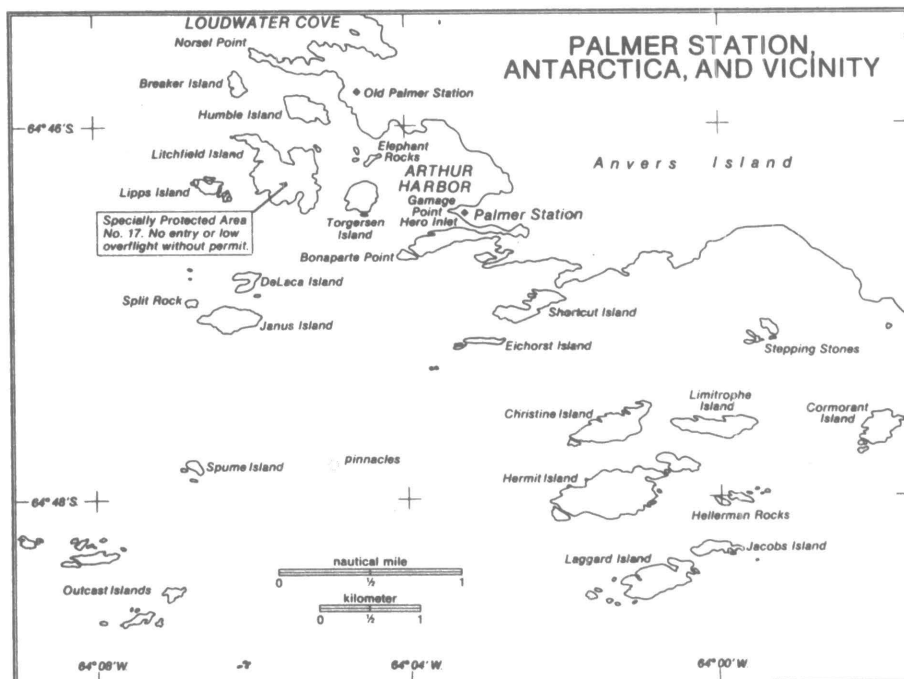 LOUDWATER COVE
Norsel Point
PALMER STATION,
ANTARCTICA, AND VICINITY
Breaker Island
Old Palmer Station
Humble Island
64° 46' S.
Elephant
Rocks
Litchfield Island
ARTHUR
HARBOR
Anvers Island
Lipps Island
Gamage
Point
Palmer Station
Specially Protected Area
No. 17. No entry or low
overflight without permit.
Torgersen
Island
Hero Inlet
Bonaparte Point
DeLaca Island
Split Rock
Janus Island
Shortcut Island
Eichorst Island
Stepping Stones
Christine Island
Limitrophe
Island
Cormorant
Island
Spume Island
pinnacles
Hermit Island
64° 48' S.
Hellerman Rocks
Jacobs Island
Laggard Island
nautical mile
0 ½ 1
Outcast Islands
kilometer
0 ½ 1
64° 08' W.
64° 04' W.
64° 00' W.